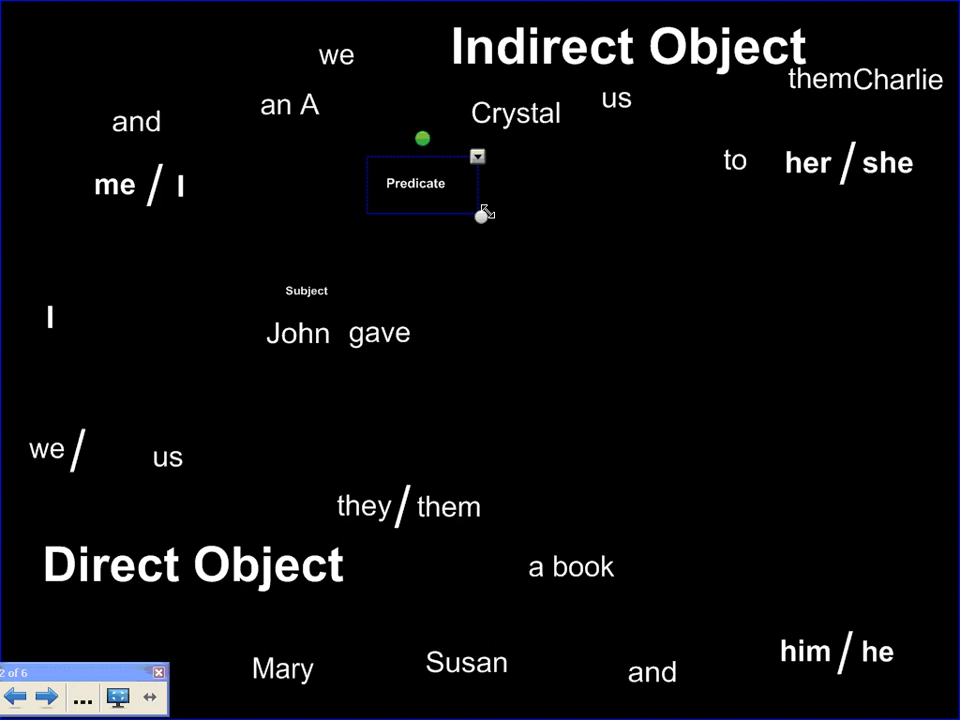 we
Indirect Object
themCharlie
an A
Crystal
us
and
to
her / she
me / I
Predicate
Subject
I
John gave
we /
us
they / them
Direct Object
a book
him / he
Mary
Susan
and
2 of 6
...